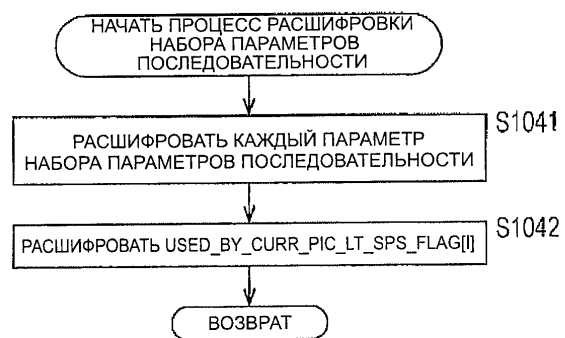 НАЧАТЬ ПРОЦЕСС РАСШИФРОВКИ
НАБОРА ПАРАМЕТРОВ
ПОСЛЕДОВАТЕЛЬНОСТИ
S1041
РАСШИФРОВАТЬ КАЖДЫЙ ПАРАМЕТР
НАБОРА ПАРАМЕТРОВ ПОСЛЕДОВАТЕЛЬНОСТИ
S1042
РАСШИФРОВАТЬ USED_BY_CURR_PIC_LT_SPS_FLAG[I]
ВОЗВРАТ